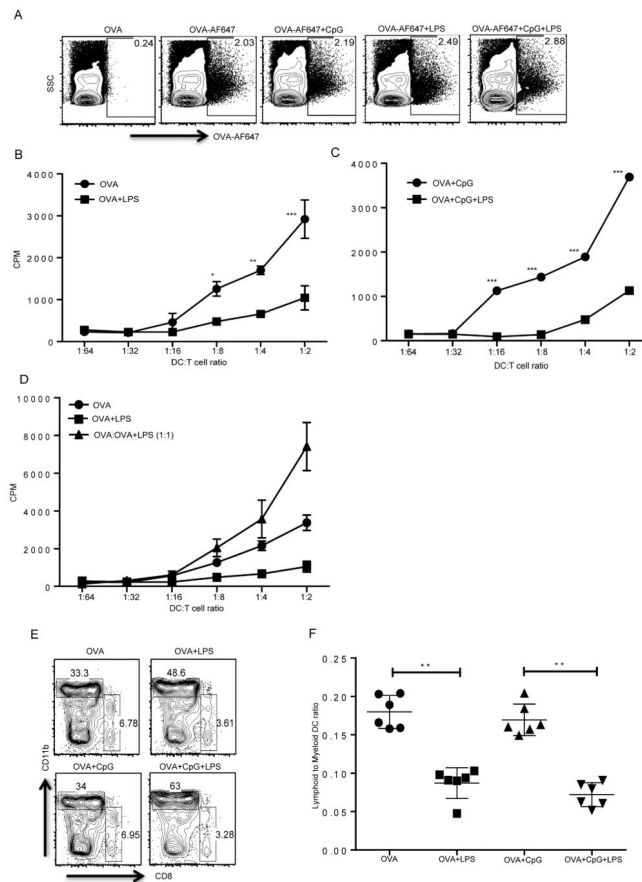 A
OVA OVA-AF647 OVA-AF647+CpG OVA-AF647+LPS OVA-AF647+CpG+LPS
0.24 2.03 2.19 2.49 2.88
SSC
OVA-AF647
B
4000
3000
2000
1000
0
CPM
OVA
OVA+LPS
* ** ***
1:64 1:32 1:16 1:8 1:4 1:2
DC:T cell ratio
C
4000
3000
2000
1000
0
OVA+CpG
OVA+CpG+LPS
*** *** *** ***
1:64 1:32 1:16 1:8 1:4 1:2
DC:T cell ratio
D
10000
8000
6000
4000
2000
0
CPM
OVA
OVA+LPS
OVA:OVA+LPS (1:1)
1:64 1:32 1:16 1:8 1:4 1:2
DC:T cell ratio
E
OVA OVA+LPS
33.3 48.6
6.78 3.61
OVA+CpG OVA+CpG+LPS
34 63
6.95 3.28
CD11b
CD8
F
Lymphoid to Myeloid DC ratio
0.25
0.20
0.15
0.10
0.05
0.00
* * * *
OVA OVA+LPS OVA+CpG OVA+CpG+LPS